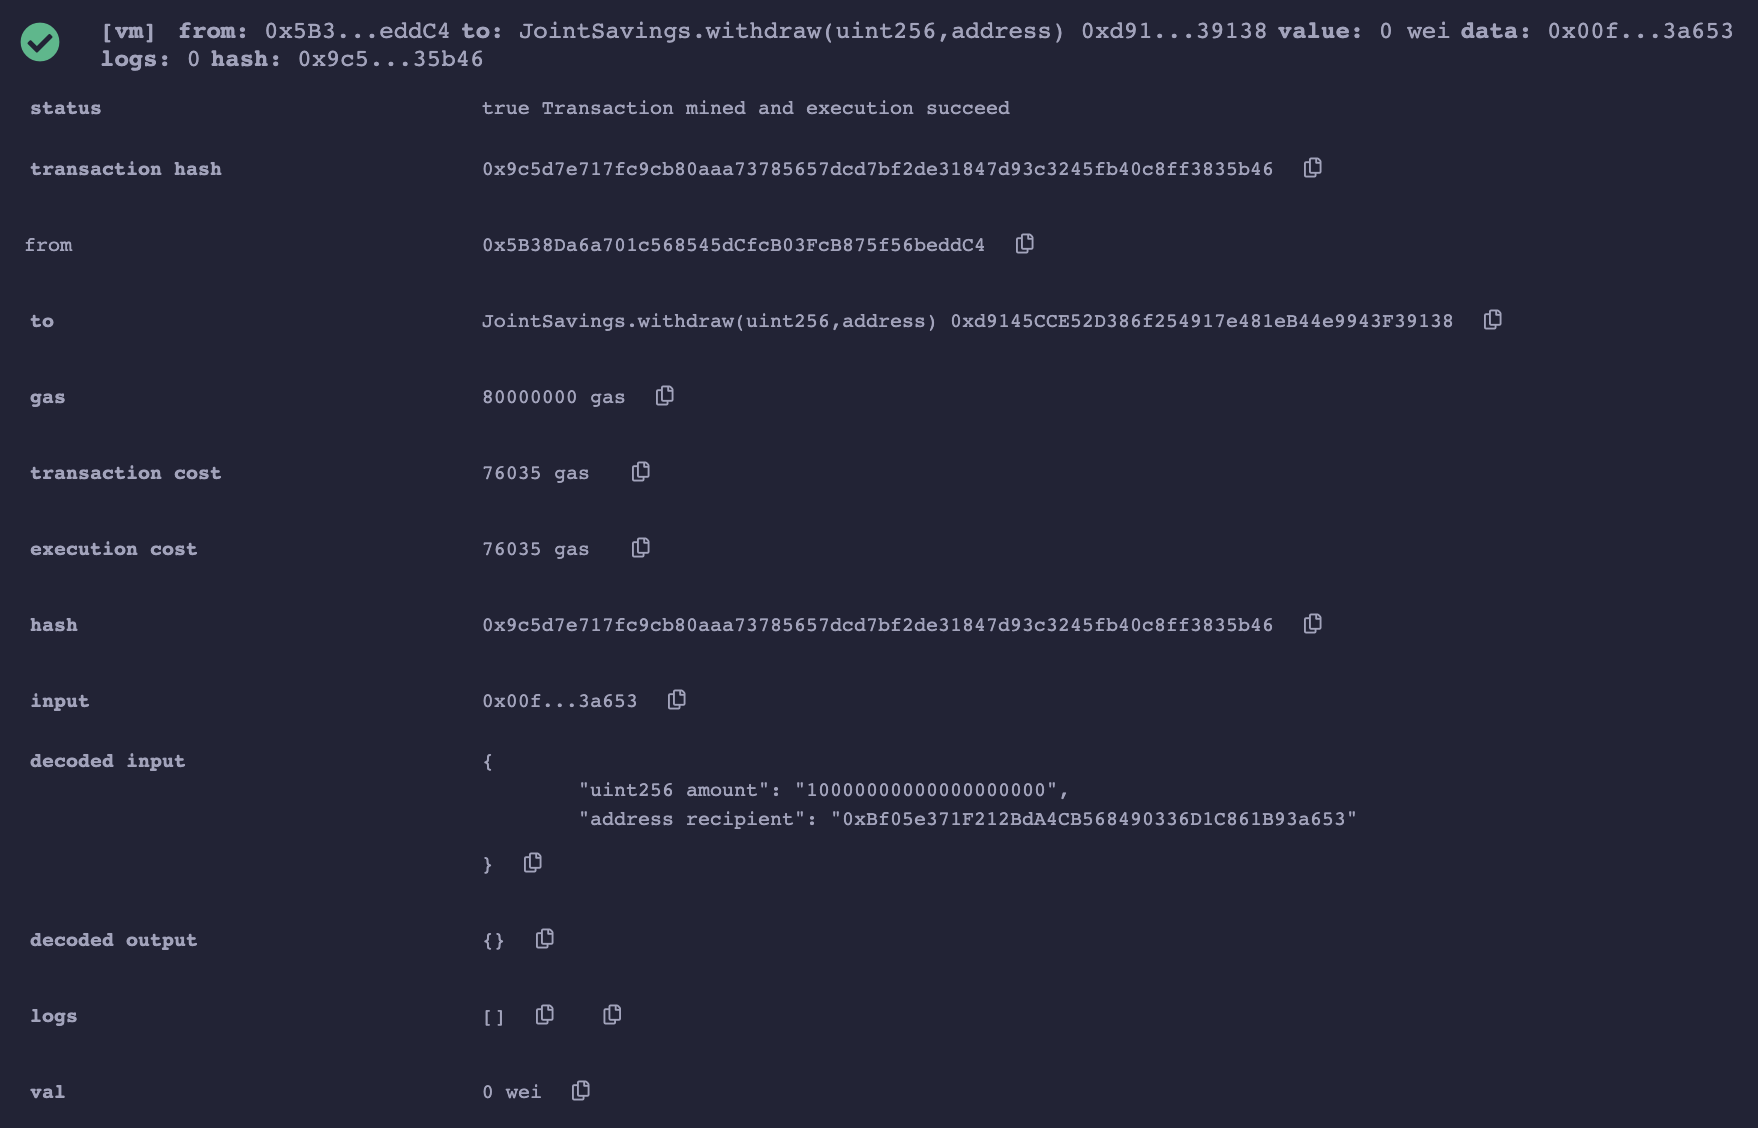 [vm] from: 0x5B3...eddC4 to: JointSavings.withdraw(uint256,address) 0xd91...39138 value: 0 wei data: 0x00f...3a653
logs: 0 hash: 0x9c5...35b46
status true Transaction mined and execution succeed
transaction hash 0x9c5d7e717fc9cb80aaa73785657dcd7bf2de31847d93c3245fb40c8ff3835b46
from 0x5B38Da6a701c568545dCfcB03FcB875f56beddC4
to JointSavings.withdraw(uint256,address) 0xd9145CCE52D386f254917e481eB44e9943F39138
gas 80000000 gas
transaction cost 76035 gas
execution cost 76035 gas
hash 0x9c5d7e717fc9cb80aaa73785657dcd7bf2de31847d93c3245fb40c8ff3835b46
input 0x00f...3a653
decoded input {
"uint256 amount": "10000000000000000000",
"address recipient": "0xBf05e371F212BdA4CB568490336D1C861B93a653"
}
decoded output {}
logs []
val 0 wei